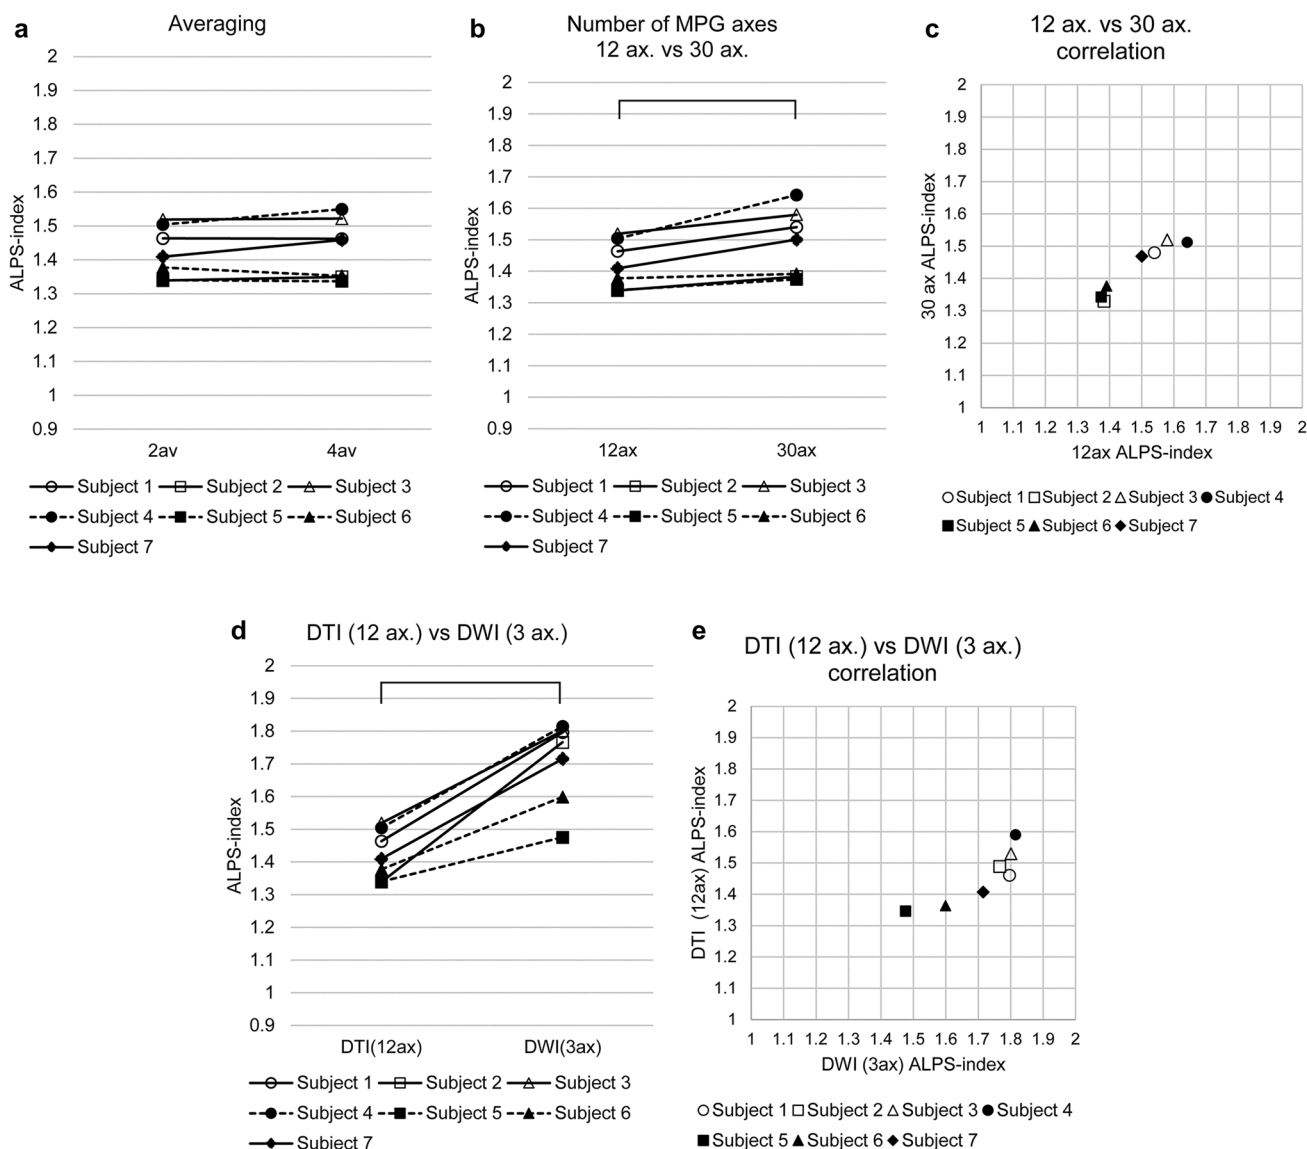 a
Averaging
2
1.9
1.8
1.7
1.6
1.5
1.4
1.3
1.2
1.1
1
0.9
ALPS-index
2av 4av
Subject 1 Subject 2 Subject 3
Subject 4 Subject 5 Subject 6
Subject 7
b
Number of MPG axes
12 ax. vs 30 ax.
2
1.9
1.8
1.7
1.6
1.5
1.4
1.3
1.2
1.1
1
0.9
ALPS-index
12ax 30ax
Subject 1 Subject 2 Subject 3
Subject 4 Subject 5 Subject 6
Subject 7
c
12 ax. vs 30 ax.
correlation
2
1.9
1.8
1.7
1.6
1.5
1.4
1.3
1.2
1.1
1
30 ax ALPS-index
1 1.1 1.2 1.3 1.4 1.5 1.6 1.7 1.8 1.9 2
12ax ALPS-index
Subject 1 Subject 2 Subject 3 Subject 4
Subject 5 Subject 6 Subject 7
d
DTI (12 ax.) vs DWI (3 ax.)
2
1.9
1.8
1.7
1.6
1.5
1.4
1.3
1.2
1.1
1
0.9
ALPS-index
DTI(12ax) DWI(3ax)
Subject 1 Subject 2 Subject 3
Subject 4 Subject 5 Subject 6
Subject 7
e
DTI (12 ax.) vs DWI (3 ax.)
correlation
2
1.9
1.8
1.7
1.6
1.5
1.4
1.3
1.2
1.1
1
DTI (12ax) ALPS-index
1 1.1 1.2 1.3 1.4 1.5 1.6 1.7 1.8 1.9 2
DWI (3ax) ALPS-index
Subject 1 Subject 2 Subject 3 Subject 4
Subject 5 Subject 6 Subject 7